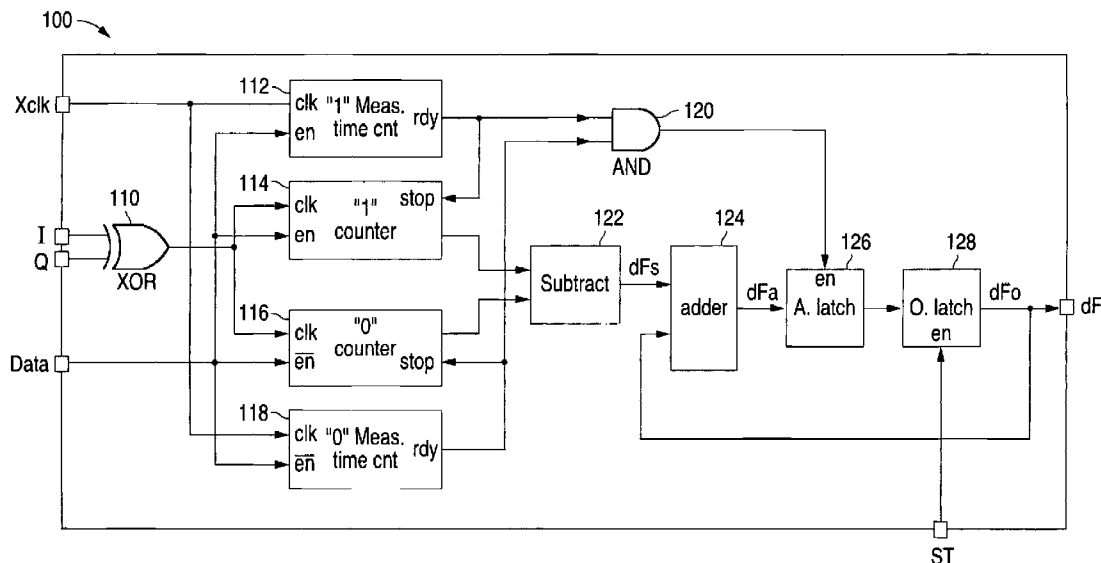 100
Xclk
112
clk "1" Meas. rdy
en time cnt
120
AND
114
stop
clk "1"
en counter
110
I
Q
XOR
122
Subtract
dFs
124
adder
dFa
126
en
A. latch
128
O. latch
en
dFo
dF
116
clk "0"
counter
e̅n̅ stop
Data
118
clk "0" Meas. rdy
e̅n̅ time cnt
ST